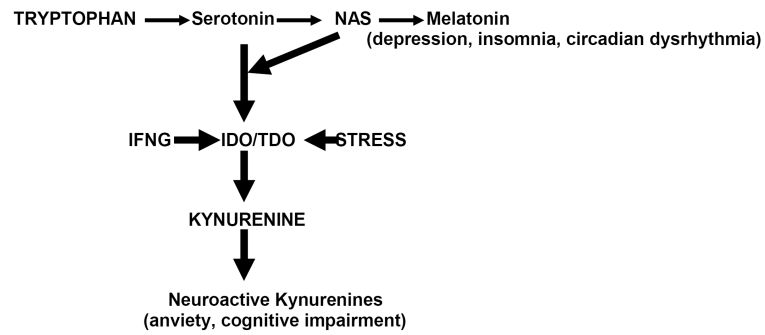 TRYPTOPHAN Serotonin NAS Melatonin
(depression, insomnia, circadian dysrhythmia)
IFNG IDO/TDO STRESS
KYNURENINE
Neuroactive Kynurenines
(anviety, cognitive impairment)